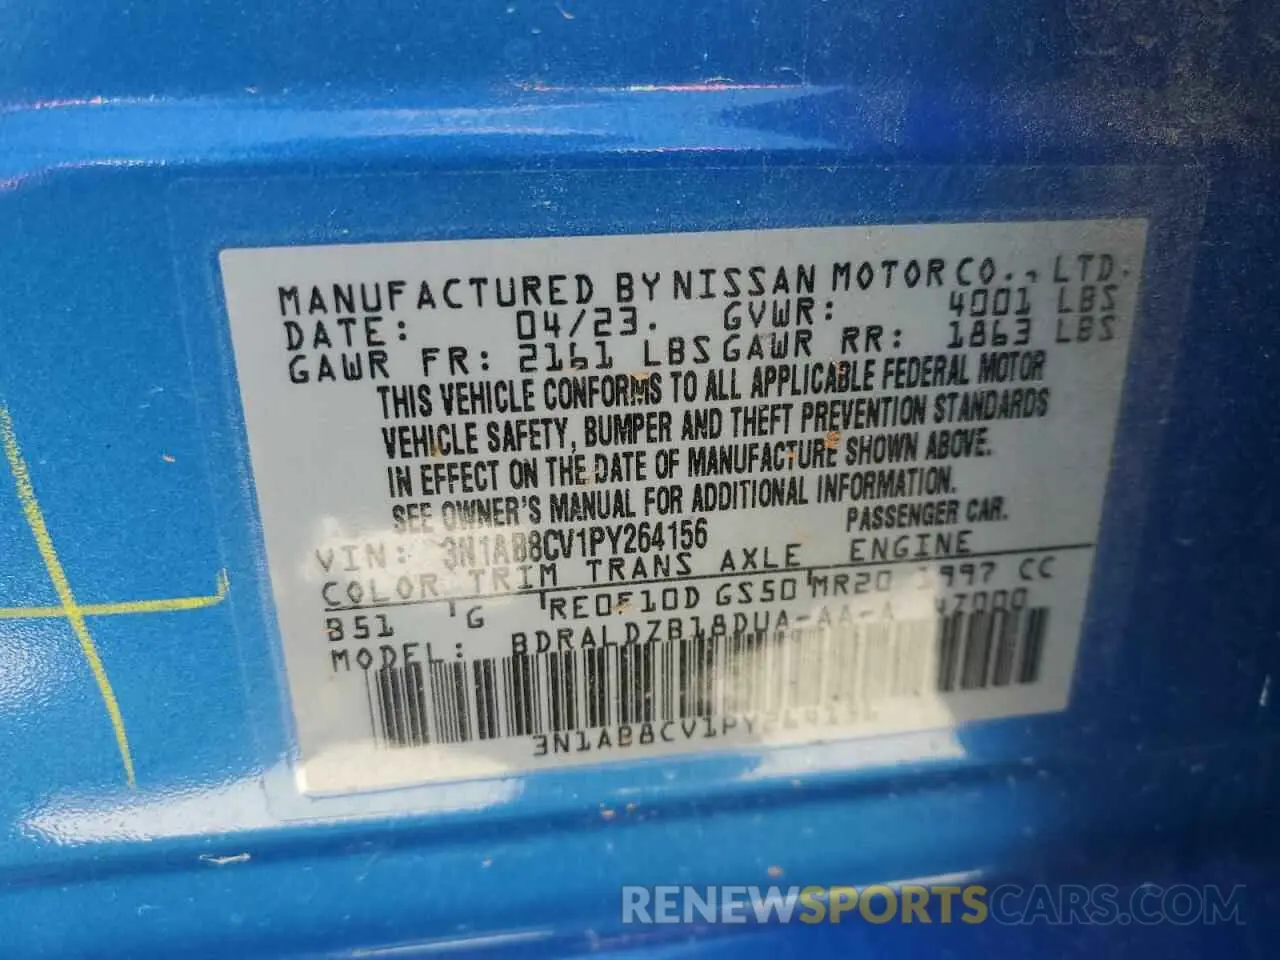 MANUFACTURED BY NISSAN MOTOR CO., LTD.
DATE: 04/23. GVWR: 4001 LBS
GAWR FR: 2161 LBS GAWR RR: 1863 LBS
THIS VEHICLE CONFORMS TO ALL APPLICABLE FEDERAL MOTOR
VEHICLE SAFETY, BUMPER AND THEFT PREVENTION STANDARDS
IN EFFECT ON THE DATE OF MANUFACTURE SHOWN ABOVE.
SEE OWNER'S MANUAL FOR ADDITIONAL INFORMATION.
VIN: 3N1AB8CV1PY264156 PASSENGER CAR.
COLOR TRIM TRANS AXLE ENGINE
B51 G RE0F10D GS50 MR20 1997 CC
MODEL: BDRALDZB18DUA-AA-A
3N1AB8CV1PY264156
RENEWSPORTSCARS.COM